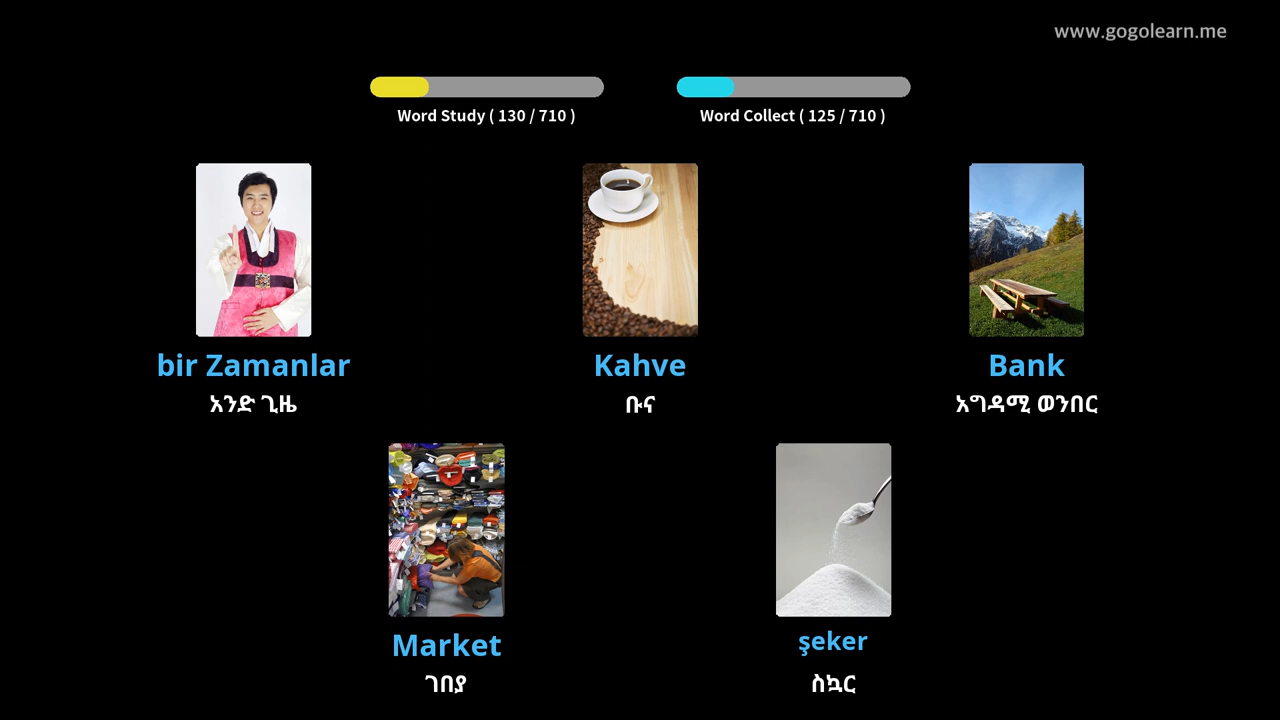 www.gogolearn.me
Word Study ( 130 / 710 )
Word Collect ( 125 / 710 )
bir Zamanlar
አንድ ጊዜ
Kahve
ቡና
Bank
አግዳሚ ወንበር
Market
ገበያ
şeker
ስኳር